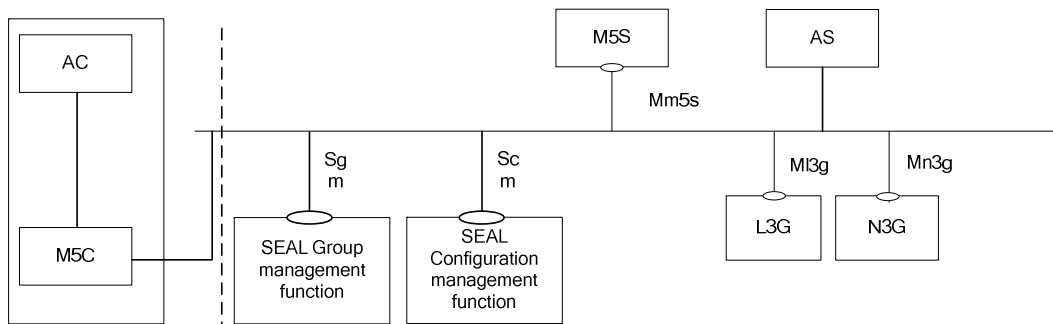 M5S
AS
AC
Mm5s
Sg
m
Sc
m
Ml3g
Mn3g
M5C
SEAL Group
management
function
SEAL
Configuration
management
function
L3G
N3G